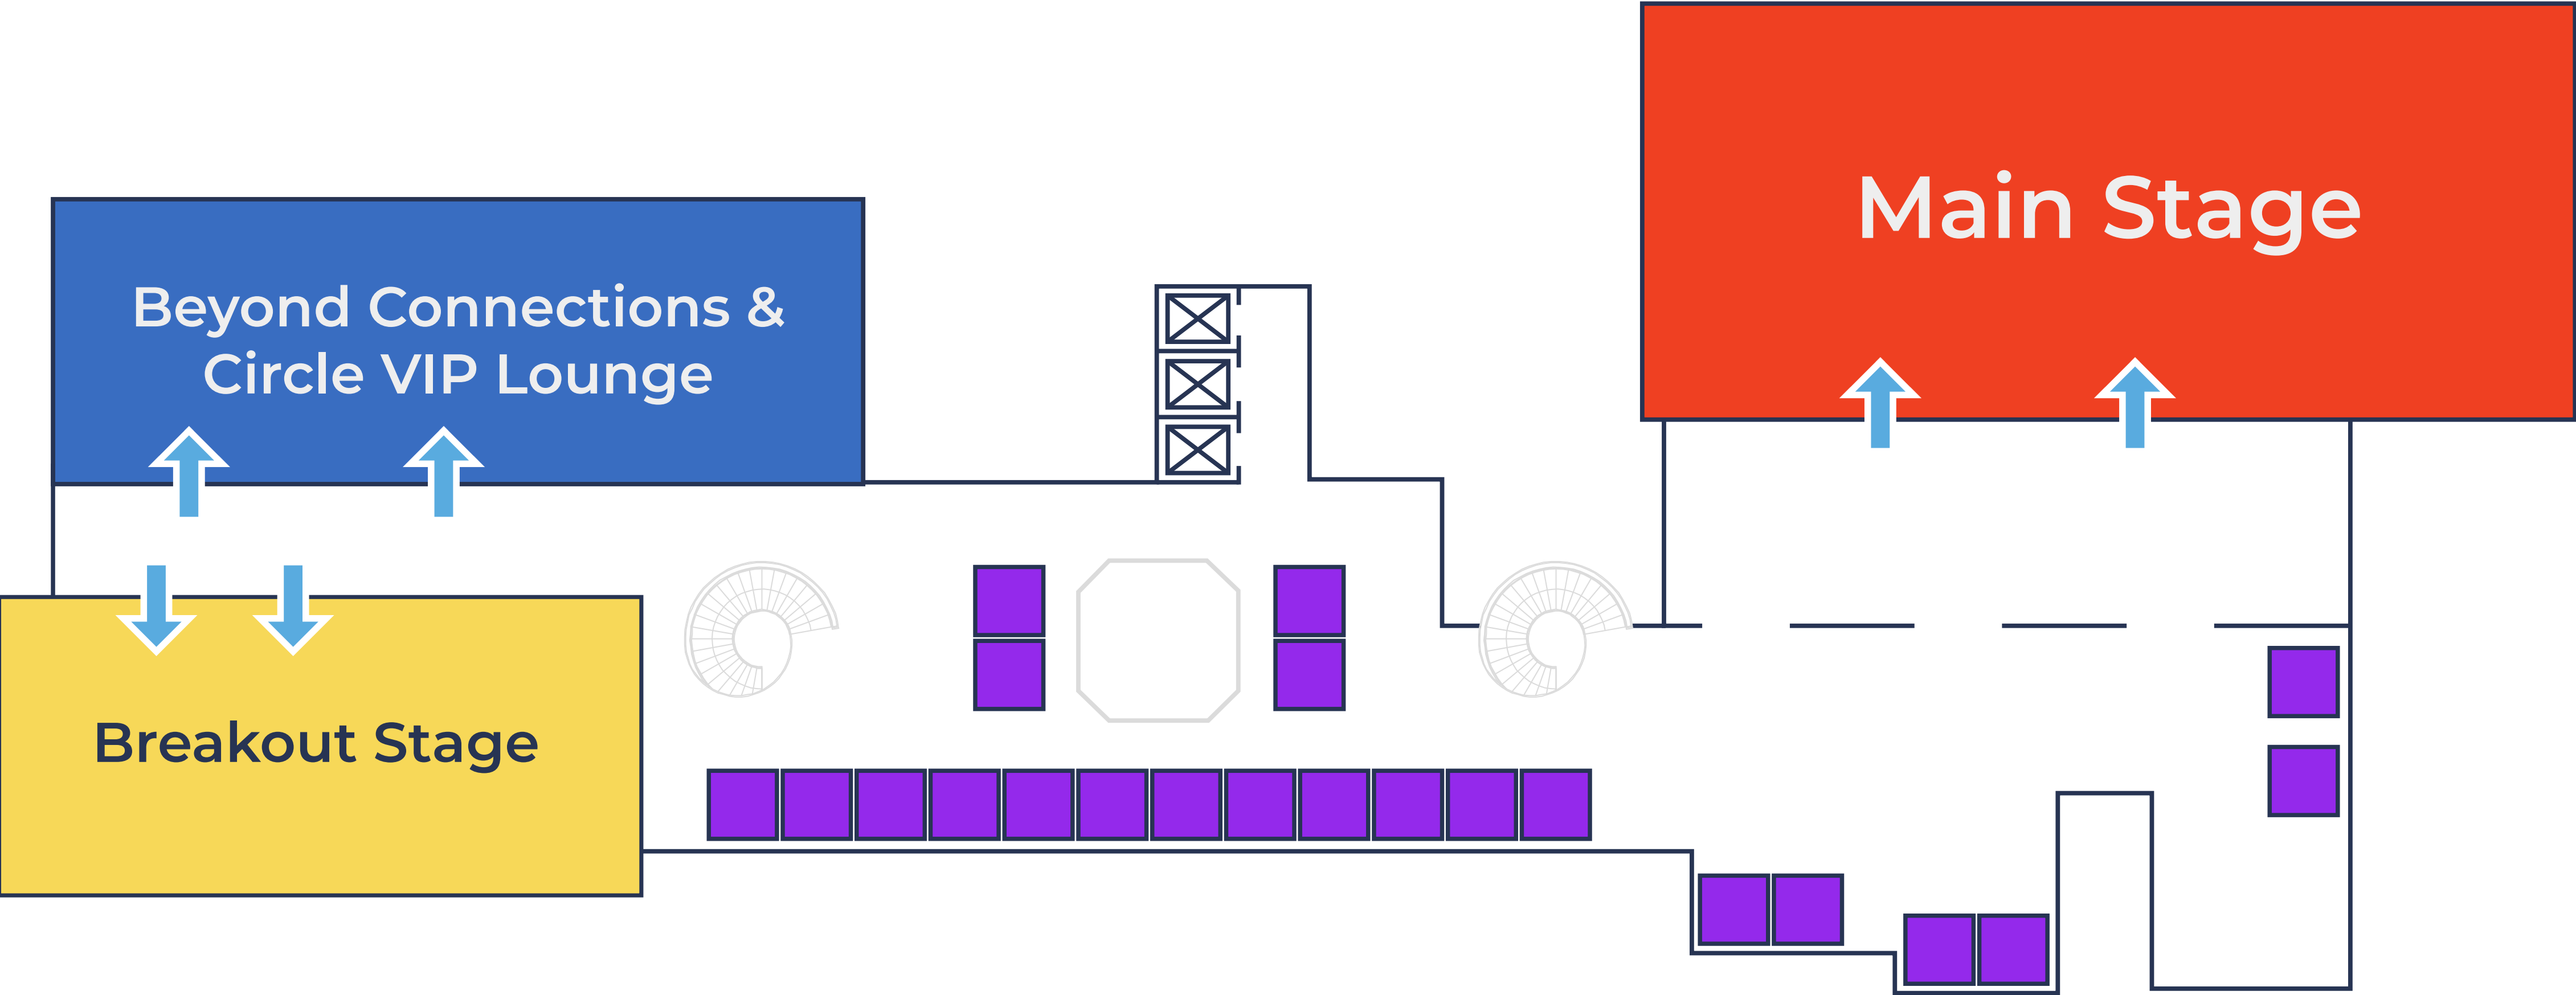 Main Stage
Beyond Connections &
Circle VIP Lounge
Breakout Stage